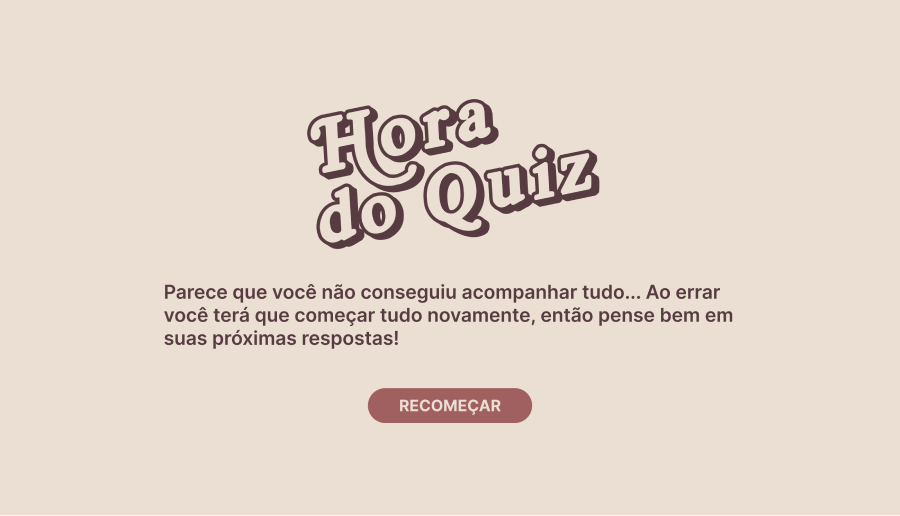 Hora
do Quiz
Parece que você não conseguiu acompanhar tudo... Ao errar
você terá que começar tudo novamente, então pense bem em
suas próximas respostas!
RECOMEÇAR